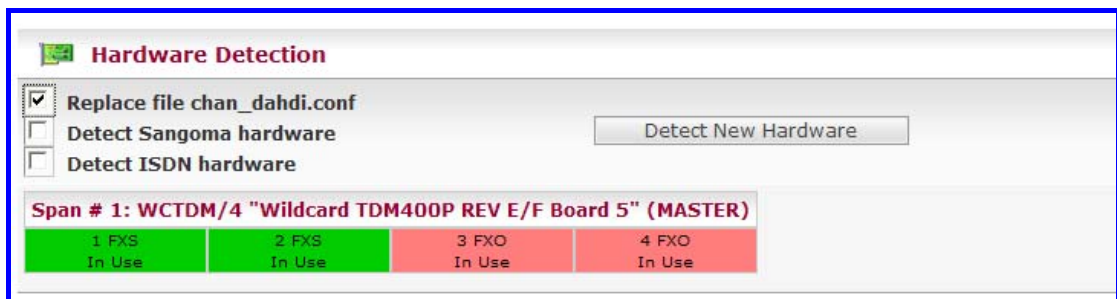 Hardware Detection
Replace file chan_dahdi.conf
Detect Sangoma hardware
Detect New Hardware
Detect ISDN hardware
Span # 1: WCTDM/4 "Wildcard TDM400P REV E/F Board 5" (MASTER)
1 FXS 2 FXS 3 FXO 4 FXO
In Use In Use In Use In Use